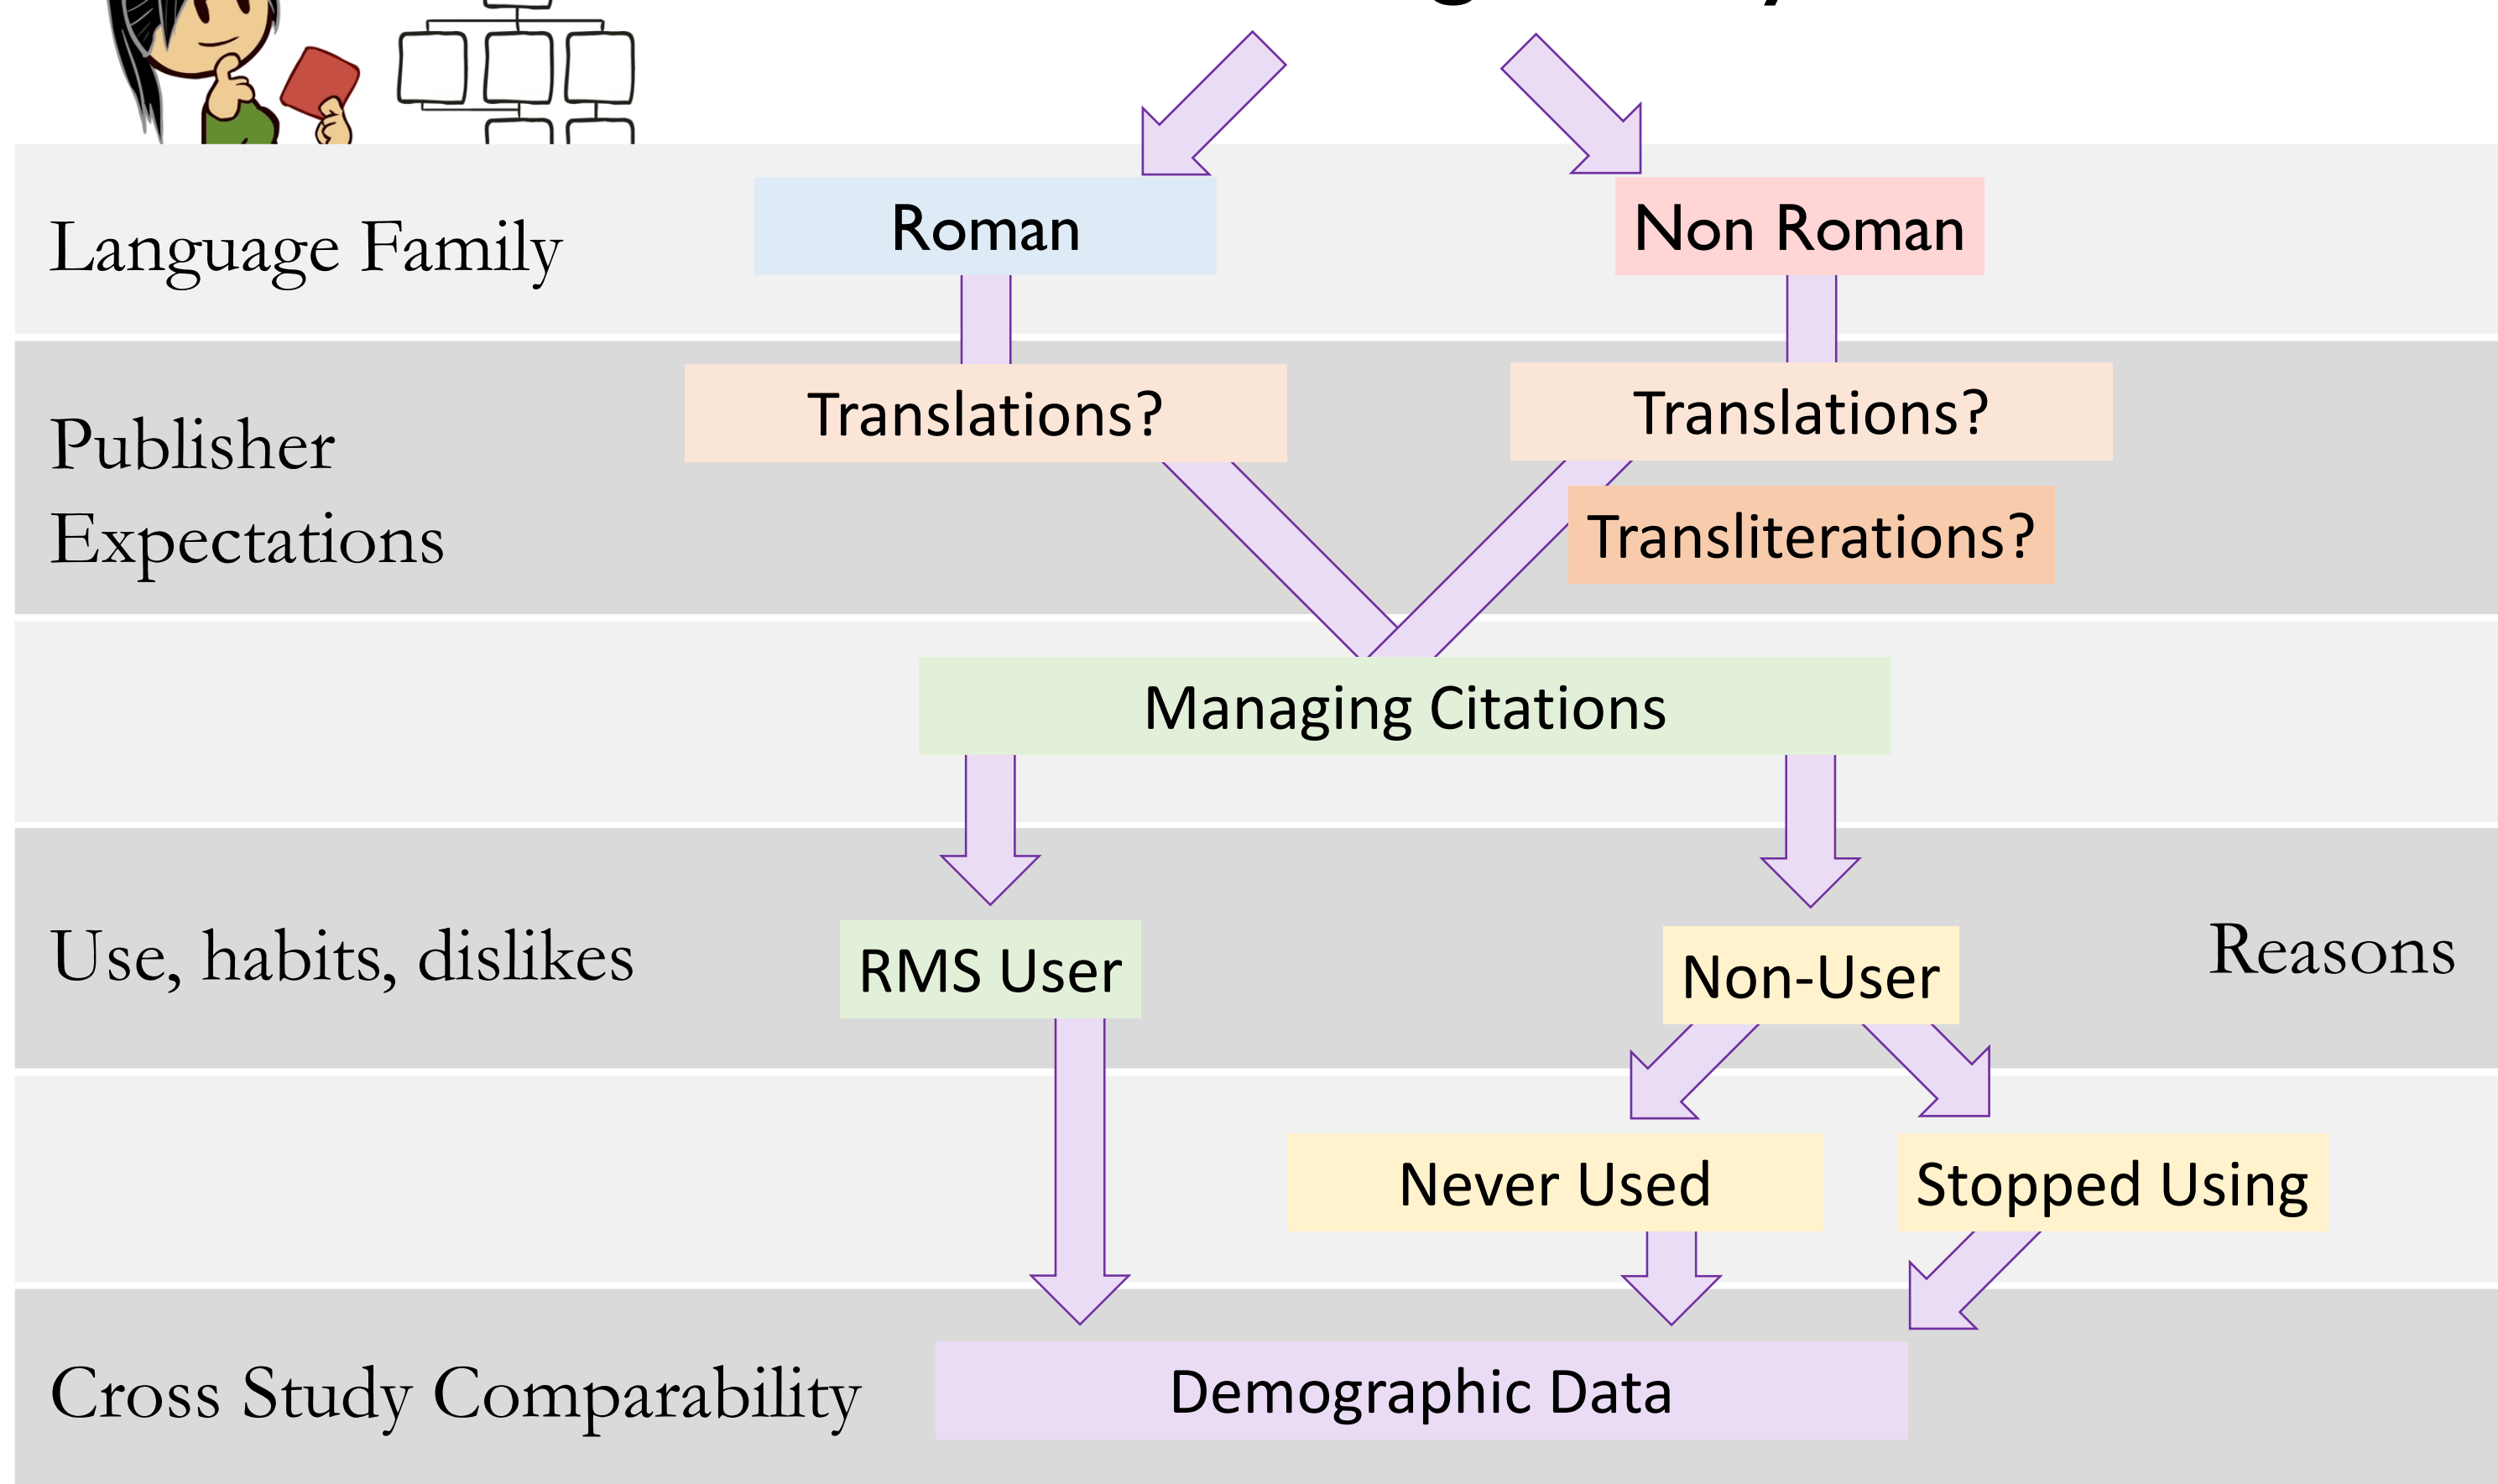 Language Family
Roman
Non Roman
Publisher
Expectations
Translations?
Translations?
Transliterations?
Managing Citations
Use, habits, dislikes
RMS User
Non-User
Reasons
Never Used
Stopped Using
Cross Study Comparability
Demographic Data